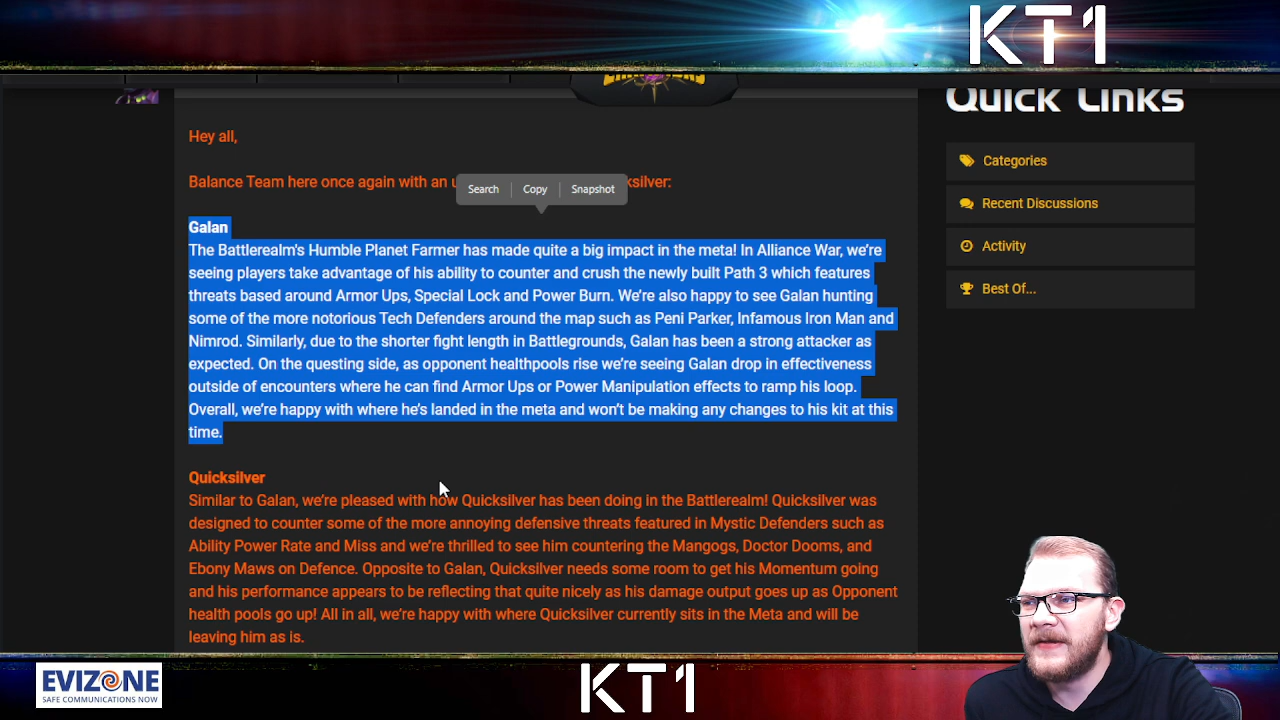 KT1
Quick Links
Hey all,
Categories
Balance Team here once again with an u ksilver:
Search Copy Snapshot
Recent Discussions
Galan
The Battlerealm's Humble Planet Farmer has made quite a big impact in the meta! In Alliance War, we're
seeing players take advantage of his ability to counter and crush the newly built Path 3 which features
threats based around Armor Ups, Special Lock and Power Burn. We're also happy to see Galan hunting
some of the more notorious Tech Defenders around the map such as Peni Parker, Infamous Iron Man and
Nimrod. Similarly, due to the shorter fight length in Battlegrounds, Galan has been a strong attacker as
expected. On the questing side, as opponent healthpools rise we're seeing Galan drop in effectiveness
outside of encounters where he can find Armor Ups or Power Manipulation effects to ramp his loop.
Overall, we're happy with where he's landed in the meta and won't be making any changes to his kit at this
time.
Activity
Best Of...
Quicksilver
Similar to Galan, we're pleased with how Quicksilver has been doing in the Battlerealm! Quicksilver was
designed to counter some of the more annoying defensive threats featured in Mystic Defenders such as
Ability Power Rate and Miss and we're thrilled to see him countering the Mangogs, Doctor Dooms, and
Ebony Maws on Defence. Opposite to Galan, Quicksilver needs some room to get his Momentum going
and his performance appears to be reflecting that quite nicely as his damage output goes up as Opponent
health pools go up! All in all, we're happy with where Quicksilver currently sits in the Meta and will be
leaving him as is.
EVIZONE
SAFE COMMUNICATIONS NOW
KT1